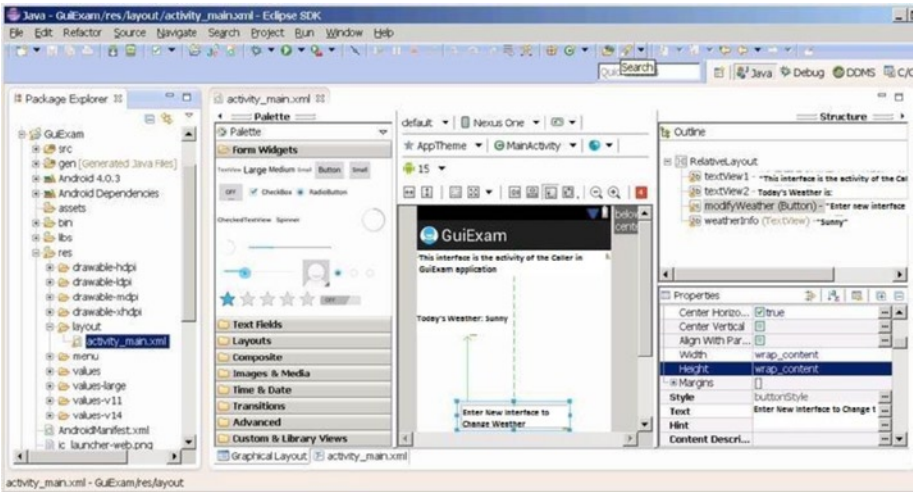 Java - GuiExam/res/layout/activity_main.xml - Eclipse SDK
File Edit Refactor Source Navigate Search Project Run Window Help
Search
Java Debug DDMS C/C
Package Explorer
GuiExam
src
gen [Generated Java Files]
Android 4.0.3
Android Dependencies
assets
bin
libs
res
drawable-hdpi
drawable-ldpi
drawable-mdpi
drawable-xhdpi
layout
activity_main.xml
menu
values
values-large
values-v11
values-v14
AndroidManifest.xml
ic_launcher-web.png
activity_main.xml
Palette
Palette
Form Widgets
TextView Large Medium Small Button Small
OFF CheckBox RadioButton
CheckedTextView Spinner
OFF
Text Fields
Layouts
Composite
Images & Media
Time & Date
Transitions
Advanced
Custom & Library Views
Graphical Layout activity_main.xml
default Nexus One
AppTheme MainActivity
15
GuiExam
This interface is the activity of the Caller in
GuiExam application
Today's Weather: Sunny
Enter New Interface to
Change Weather
Structure
Outline
RelativeLayout
textView1 - "This interface is the activity of the Cal
textView2 - Today's Weather is:
modifyWeather (Button) - "Enter new interface
weatherInfo (TextView) - "Sunny"
Properties
Center Horizo... true
Center Vertical
Align With Par...
Width wrap_content
Height wrap_content
Margins []
Style buttonStyle
Text Enter New Interface to Change t
Hint
Content Descri...
activity_main.xml - GuiExam/res/layout